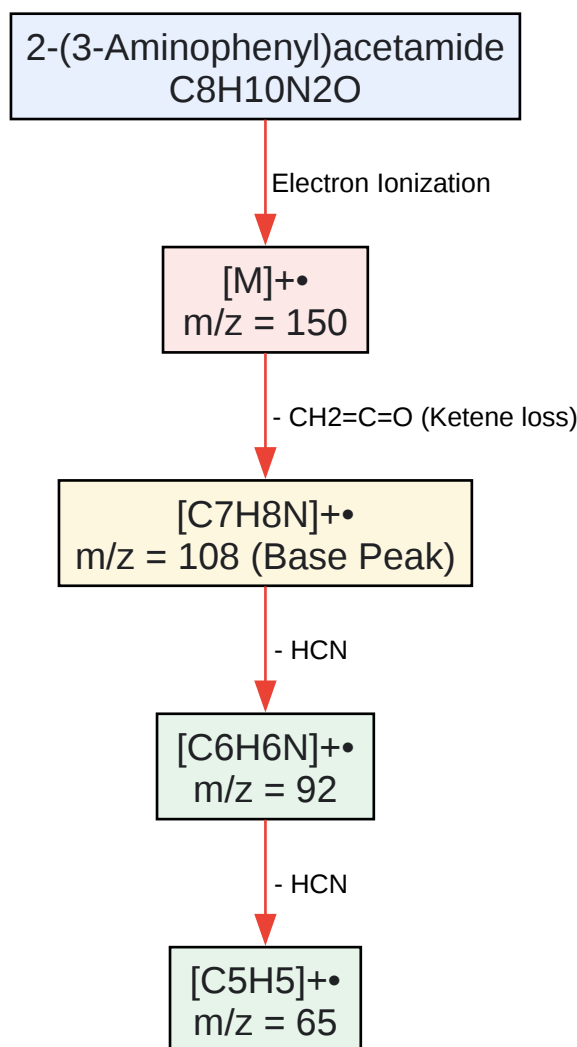 2-(3-Aminophenyl)acetamide
C8H10N2O
Electron Ionization
[M]+•
m/z = 150
- CH2=C=O (Ketene loss)
[C7H8N]+•
m/z = 108 (Base Peak)
- HCN
[C6H6N]+•
m/z = 92
- HCN
[C5H5]+•
m/z = 65